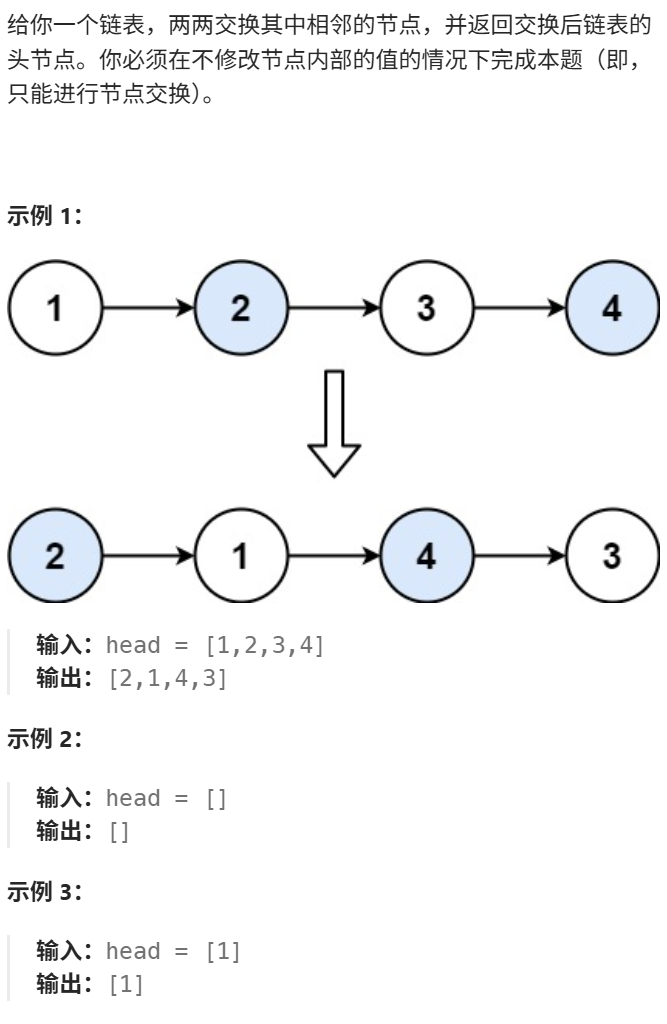 给你一个链表，两两交换其中相邻的节点，并返回交换后链表的
头节点。你必须在不修改节点内部的值的情况下完成本题（即，
只能进行节点交换）。
示例 1：
1 2 3 4
2 1 4 3
输入：head = [1,2,3,4]
输出：[2,1,4,3]
示例 2：
输入：head = []
输出：[]
示例 3：
输入：head = [1]
输出：[1]